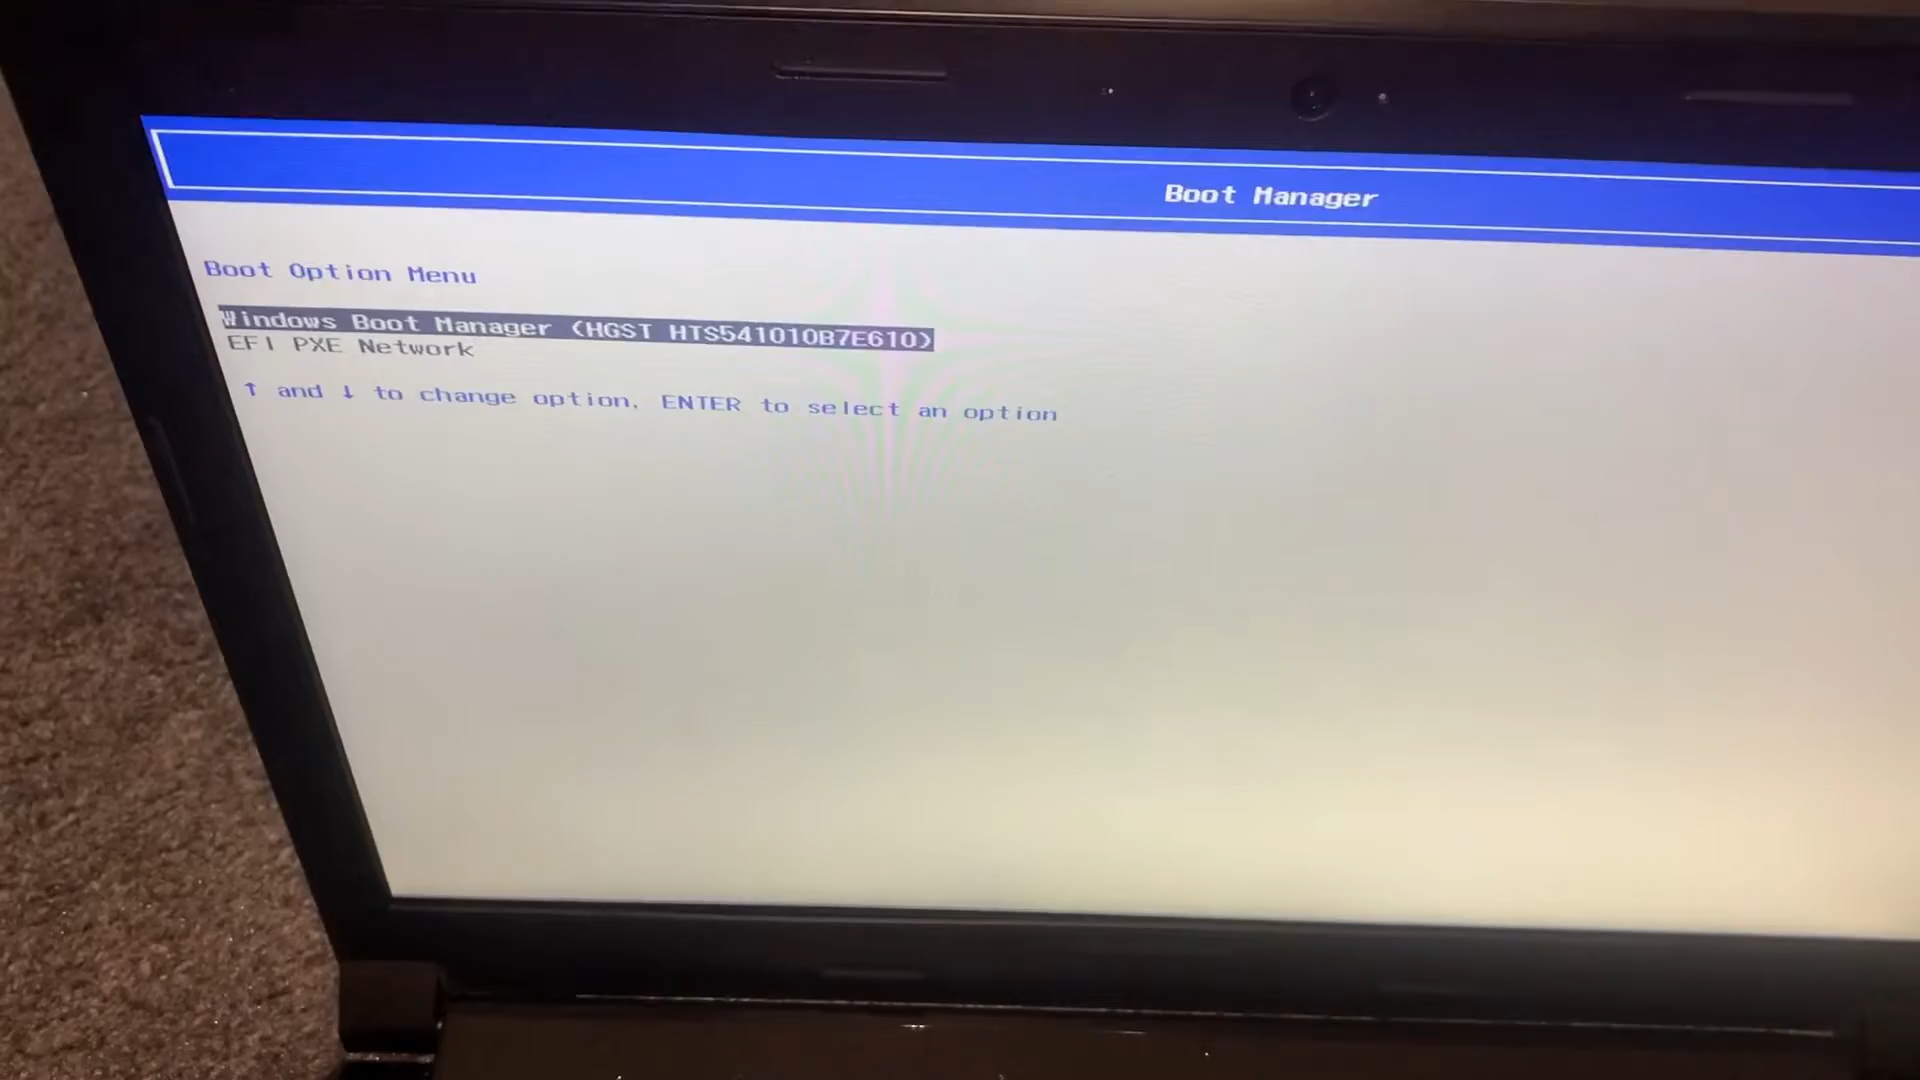 Boot Manager
Boot Option Menu
Windows Boot Manager (HGST HTS541010B7E610)
EFI PXE Network
↑ and ↓ to change option, ENTER to select an option